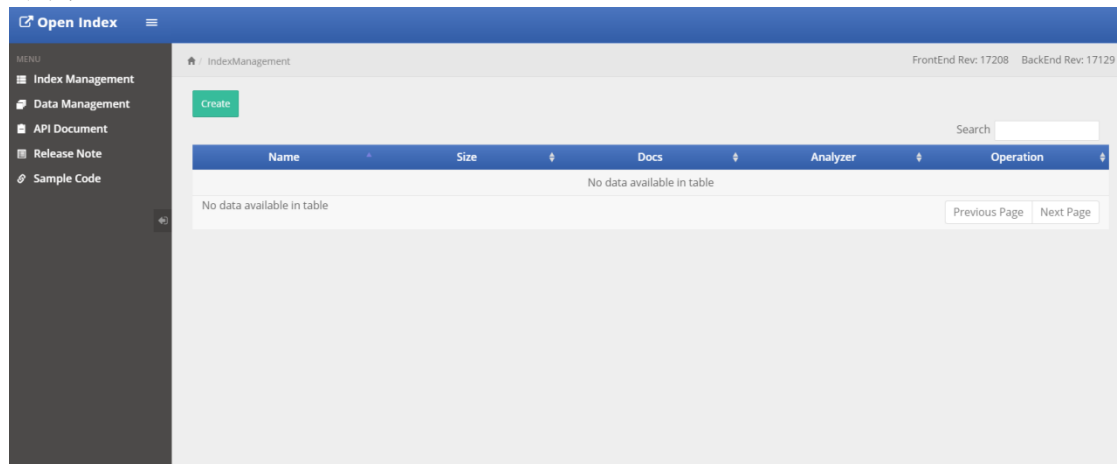 Open Index
MENU
Index Management
Data Management
API Document
Release Note
Sample Code
/ IndexManagement
FrontEnd Rev: 17208 BackEnd Rev: 17129
Create
Search
Name Size Docs Analyzer Operation
No data available in table
No data available in table
Previous Page Next Page